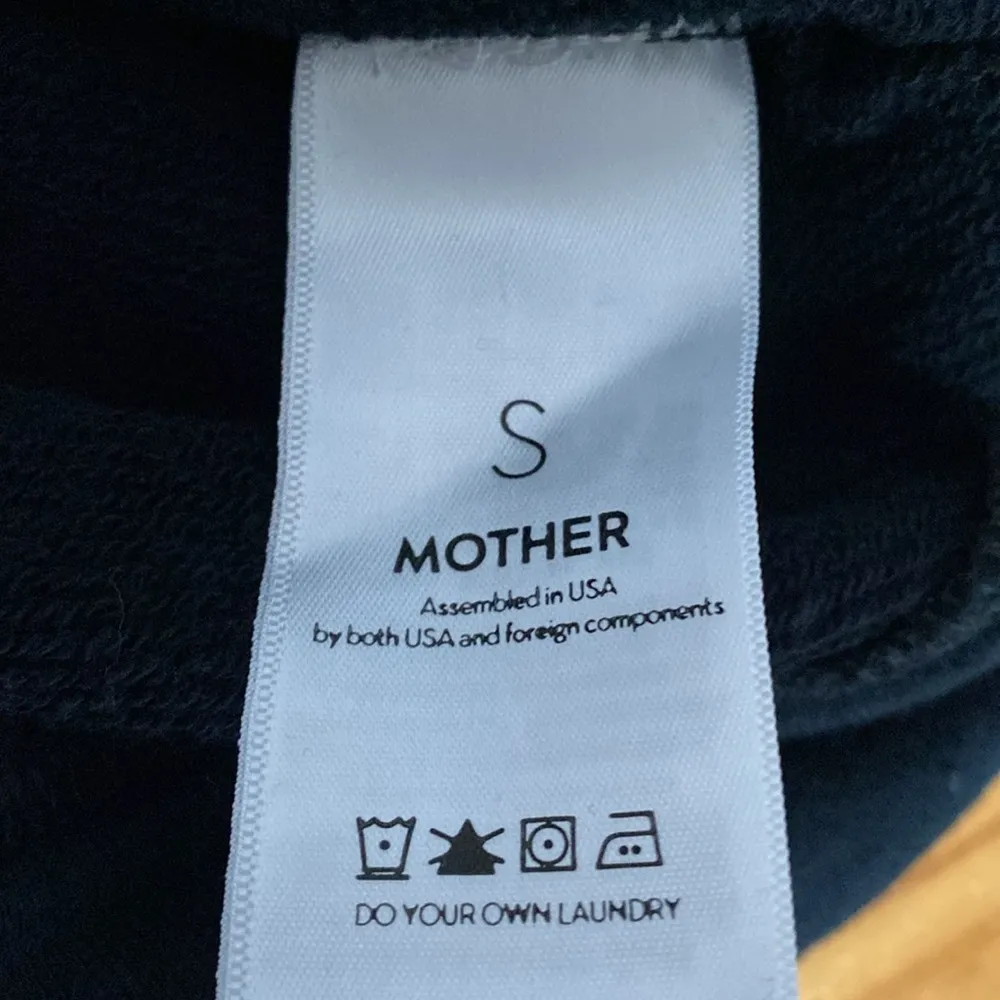 S
MOTHER
Assembled in USA
by both USA and foreign components
DO YOUR OWN LAUNDRY